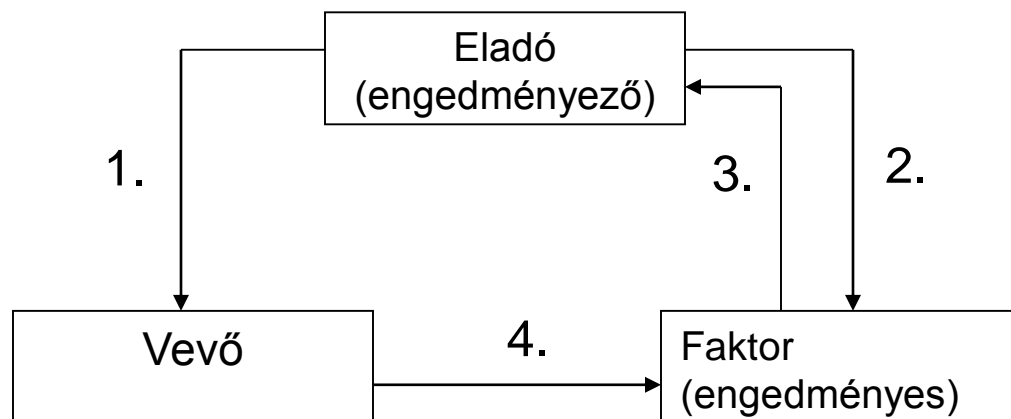 Eladó
(engedményező)
1.
3.
2.
Vevő
4.
Faktor
(engedményes)